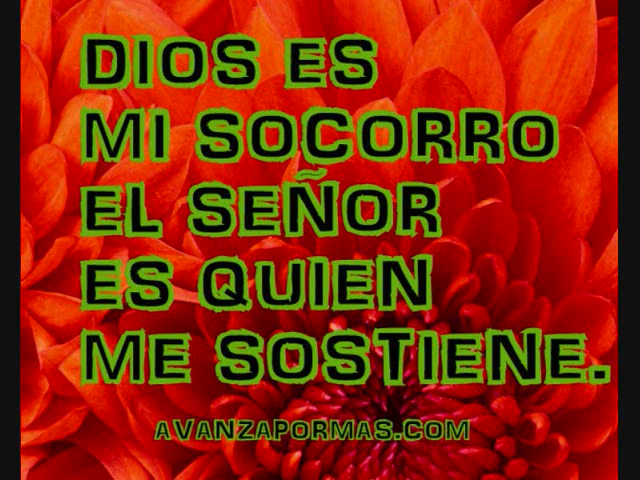 DIOS ES
MI SOCORRO
EL SEÑOR
ES QUIEN
ME SOSTIENE.
AVANZAPORMAS.COM